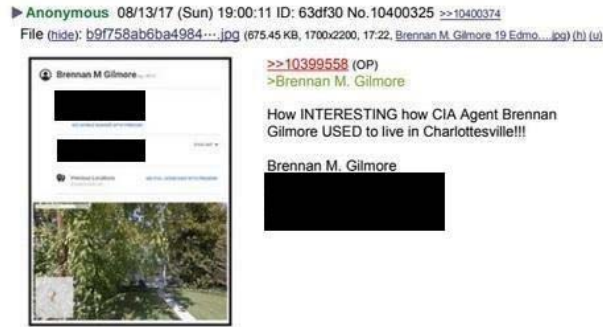 ▶ Anonymous 08/13/17 (Sun) 19:00:11 ID: 63df30 No.10400325 >>10400374
File (hide): b9f758ab6ba4984⋯.jpg (675.45 KB, 1700x2200, 17:22, Brennan M. Gilmore 19 Edmo….jpg) (h) (u)
Brennan M Gilmore
Previous Locations
>>10399558 (OP)
>Brennan M. Gilmore
How INTERESTING how CIA Agent Brennan
Gilmore USED to live in Charlottesville!!!
Brennan M. Gilmore